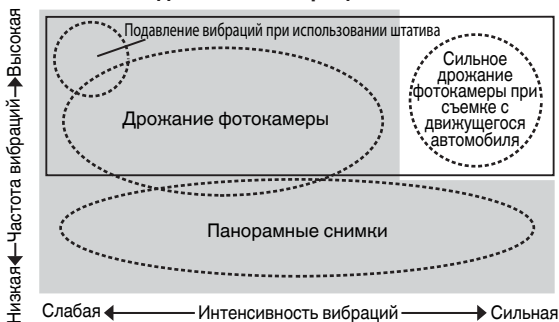 Подавление вибраций при использовании штатива
Сильное
дрожание
фотокамеры при
съемке с
движущегося
автомобиля
Дрожание фотокамеры
Панорамные снимки
Низкая Частота вибраций Высокая
Слабая Интенсивность вибраций Сильная